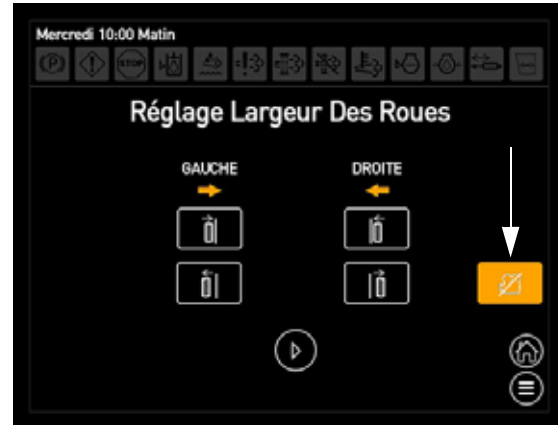 Mercredi 10:00 Matin
(P) STOP
Réglage Largeur Des Roues
GAUCHE DROITE